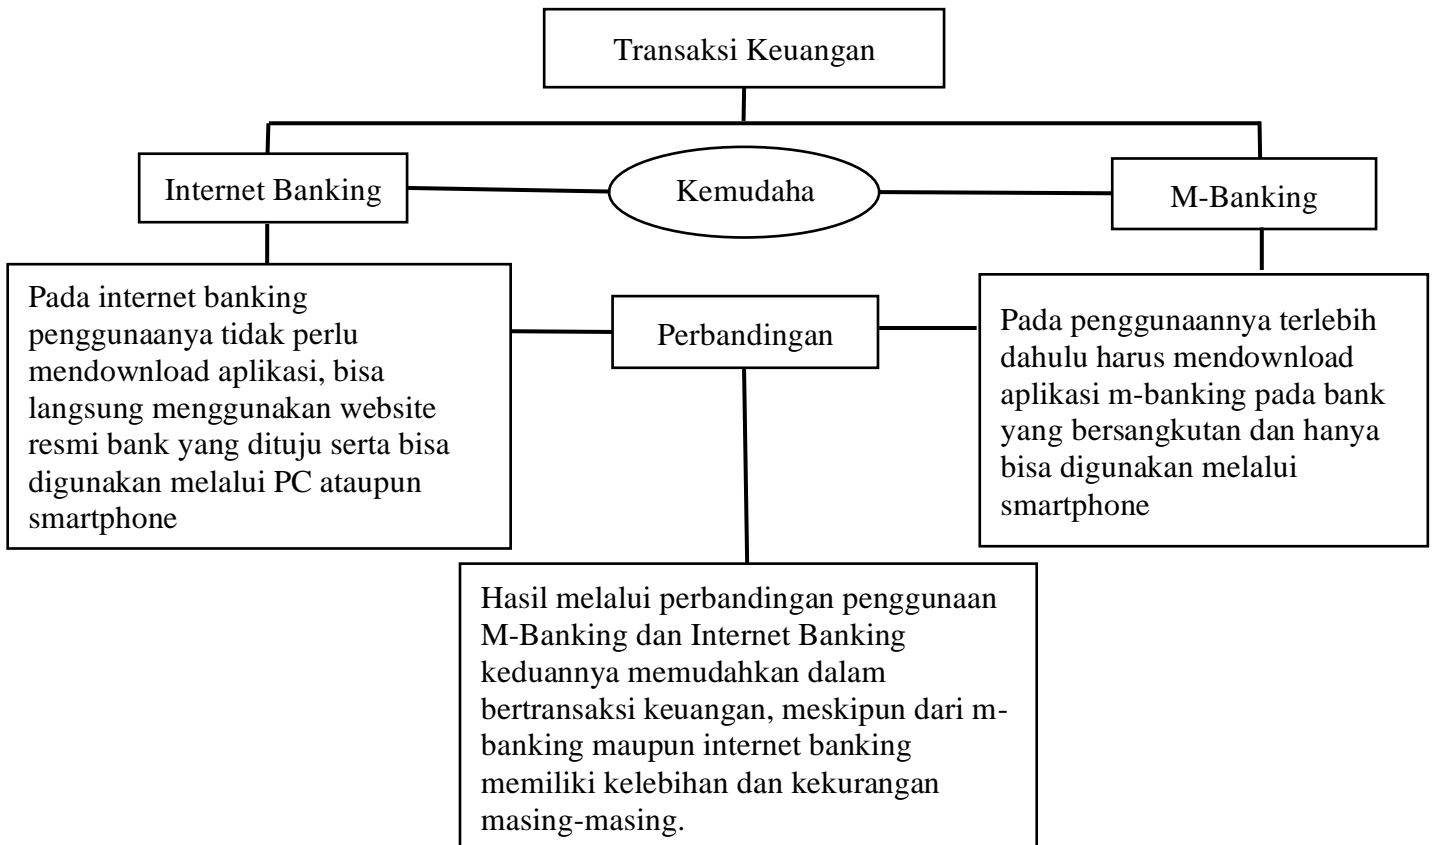 Transaksi Keuangan
Internet Banking
Kemudaha
M-Banking
Pada internet banking
penggunaanya tidak perlu
mendownload aplikasi, bisa
langsung menggunakan website
resmi bank yang dituju serta bisa
digunakan melalui PC ataupun
smartphone
Perbandingan
Pada penggunaannya terlebih
dahulu harus mendownload
aplikasi m-banking pada bank
yang bersangkutan dan hanya
bisa digunakan melalui
smartphone
Hasil melalui perbandingan penggunaan
M-Banking dan Internet Banking
keduannya memudahkan dalam
bertransaksi keuangan, meskipun dari m-
banking maupun internet banking
memiliki kelebihan dan kekurangan
masing-masing.